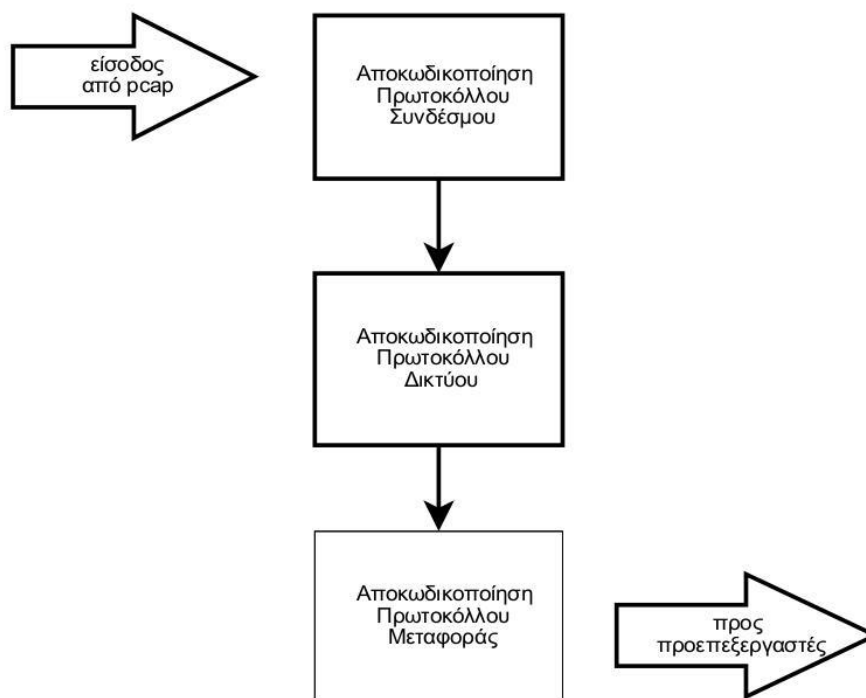 είσοδος
από pcap
Αποκωδικοποίηση
Πρωτοκόλλου
Συνδέσμου
Αποκωδικοποίηση
Πρωτοκόλλου
Δικτύου
Αποκωδικοποίηση
Πρωτοκόλλου
Μεταφοράς
προς
προεπεξεργαστές